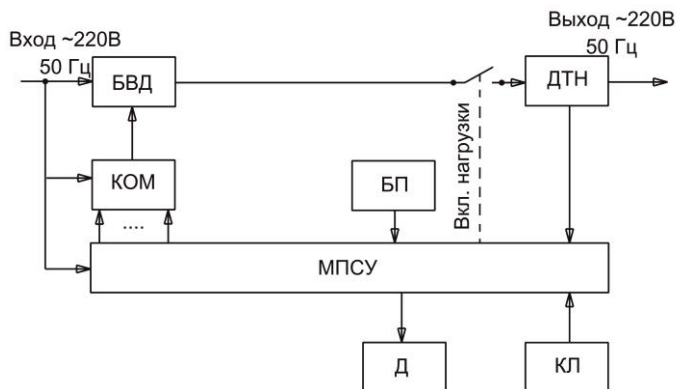 Вход ~220В
50 Гц
Выход ~220В
50 Гц
БВД
ДТН
КОМ
БП
Вкл. нагрузки
....
МПСУ
Д
КЛ